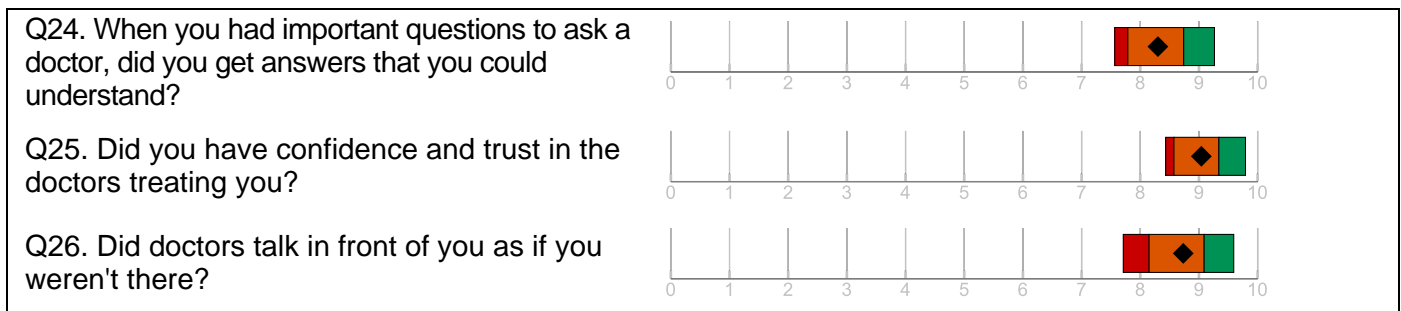 Q24. When you had important questions to ask a
doctor, did you get answers that you could
understand?
0 1 2 3 4 5 6 7 8 9 10
Q25. Did you have confidence and trust in the
doctors treating you?
0 1 2 3 4 5 6 7 8 9 10
Q26. Did doctors talk in front of you as if you
weren't there?
0 1 2 3 4 5 6 7 8 9 10